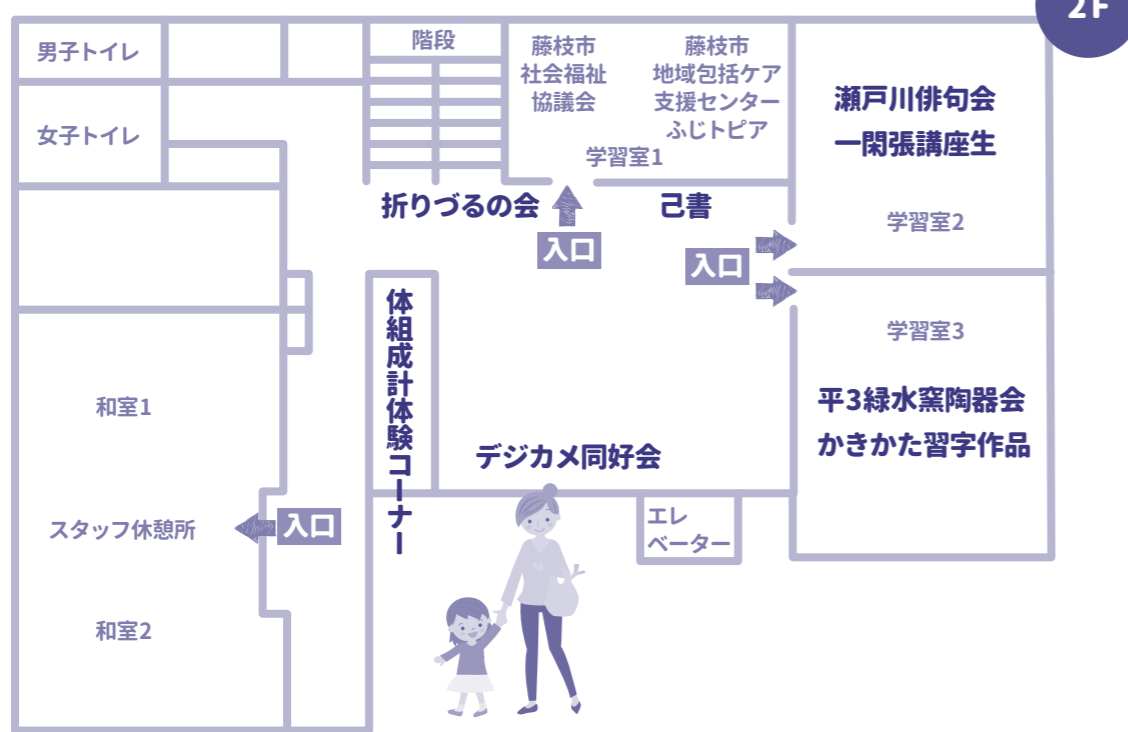 2F
男子トイレ
女子トイレ
階段
藤枝市
社会福祉
協議会
藤枝市
地域包括ケア
支援センター
ふじトピア
学習室1
瀬戸川俳句会
一閑張講座生
学習室2
折りづるの会
己書
入口
入口
体組成計体験コーナー
学習室3
平3緑水窯陶器会
かきかた習字作品
デジカメ同好会
和室1
スタッフ休憩所
入口
エレ
ベーター
和室2